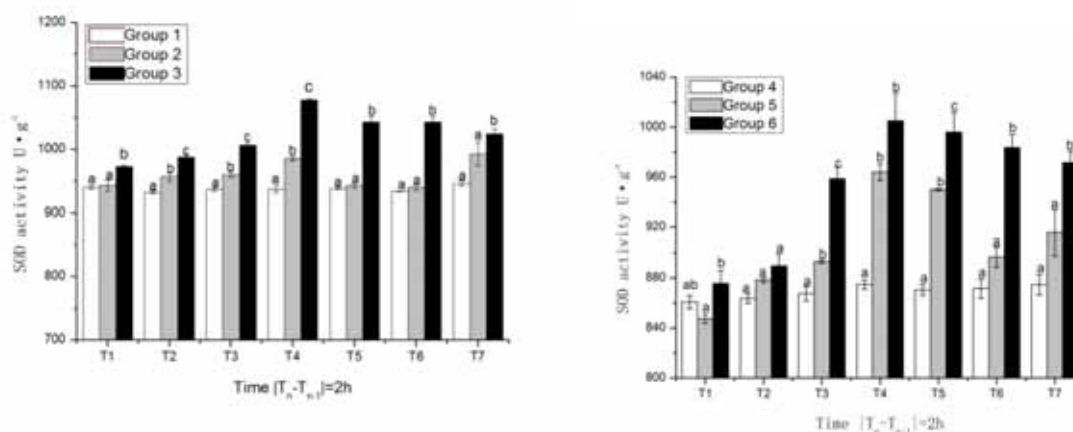 1200
1100
1000
900
800
700
SOD activity U·g⁻¹
Group 1
Group 2
Group 3
a a b
a b c
a b c
a b c
a a b
a a b
a a b
T1 T2 T3 T4 T5 T6 T7
Time |Tn-Tn-1|=2h
1040
1000
960
920
880
840
800
SOD activity U·g⁻¹
Group 4
Group 5
Group 6
ab a b
a a a
a b c
a b b
a b c
a a b
a a b
T1 T2 T3 T4 T5 T6 T7
Time |Tn-Tn-1|=2h